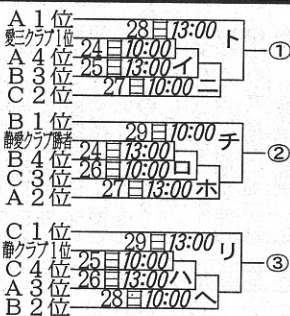 A1位 28日13:00 ト
愛三クラブ1位 24日10:00
A4位 25日13:00 イ ①
B3位 27日10:00 ニ
C2位
B1位 29日10:00 チ
静愛クラブ勝者 24日13:00
B4位 26日10:00 ロ ②
C3位 27日13:00 ホ
A2位
C1位 29日13:00 リ
静クラブ1位 25日10:00
C4位 26日13:00 ハ ③
A3位 28日10:00 ヘ
B2位